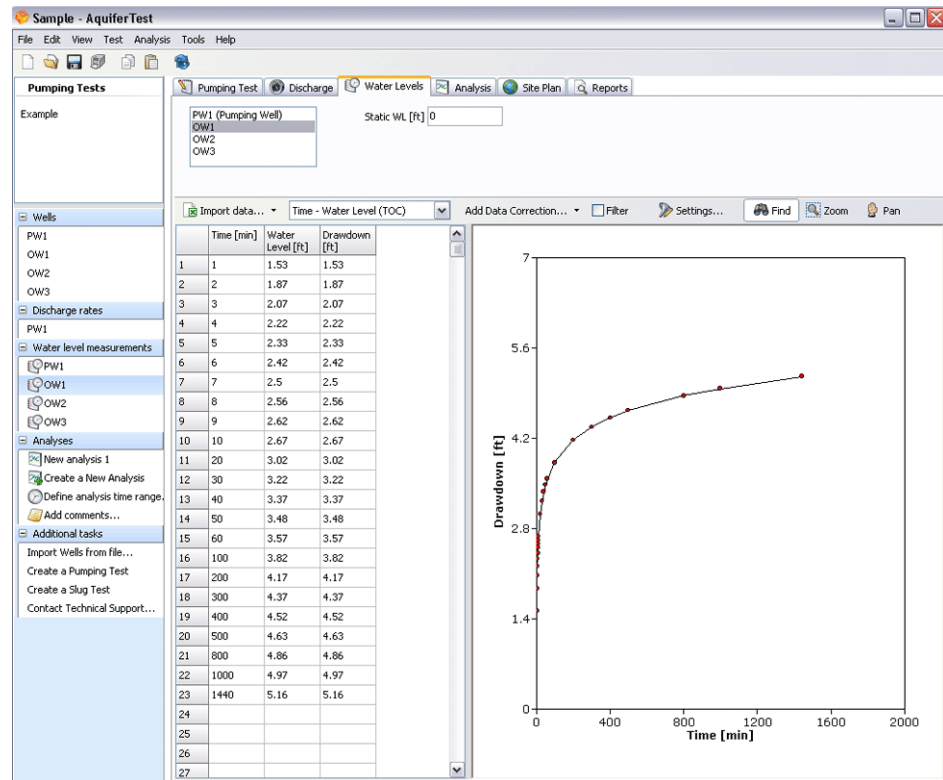 Sample - AquiferTest
File Edit View Test Analysis Tools Help
Pumping Tests
Example
Pumping Test Discharge Water Levels Analysis Site Plan Reports
PW1 (Pumping Well)
OW1
OW2
OW3
Static WL [ft] 0
Import data... Time - Water Level (TOC) Add Data Correction... Filter Settings... Find Zoom Pan
Wells
PW1
OW1
OW2
OW3
Discharge rates
PW1
Water level measurements
PW1
OW1
OW2
OW3
Analyses
New analysis 1
Create a New Analysis
Define analysis time range.
Add comments...
Additional tasks
Import Wells from file...
Create a Pumping Test
Create a Slug Test
Contact Technical Support...
Time [min] Water Level [ft] Drawdown [ft]
1 1 1.53 1.53
2 2 1.87 1.87
3 3 2.07 2.07
4 4 2.22 2.22
5 5 2.33 2.33
6 6 2.42 2.42
7 7 2.5 2.5
8 8 2.56 2.56
9 9 2.62 2.62
10 10 2.67 2.67
11 20 3.02 3.02
12 30 3.22 3.22
13 40 3.37 3.37
14 50 3.48 3.48
15 60 3.57 3.57
16 100 3.82 3.82
17 200 4.17 4.17
18 300 4.37 4.37
19 400 4.52 4.52
20 500 4.63 4.63
21 800 4.86 4.86
22 1000 4.97 4.97
23 1440 5.16 5.16
24
25
26
27
7
5.6
4.2
2.8
1.4
0
Drawdown [ft]
0 400 800 1200 1600 2000
Time [min]